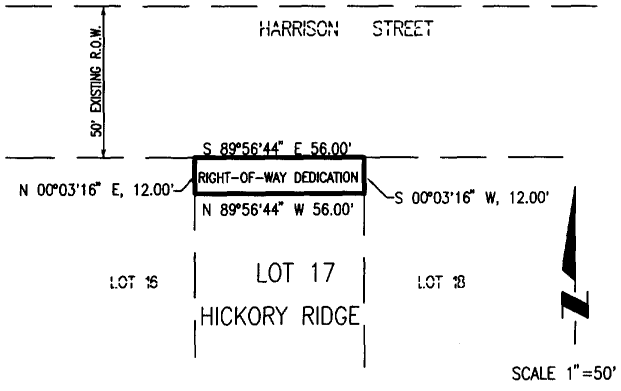 HARRISON STREET
50' EXISTING R.O.W.
S 89°56'44" E 56.00'
RIGHT-OF-WAY DEDICATION
N 00°03'16" E, 12.00'
S 00°03'16" W, 12.00'
N 89°56'44" W 56.00'
LOT 16
LOT 17
LOT 18
HICKORY RIDGE
N
SCALE 1"=50'